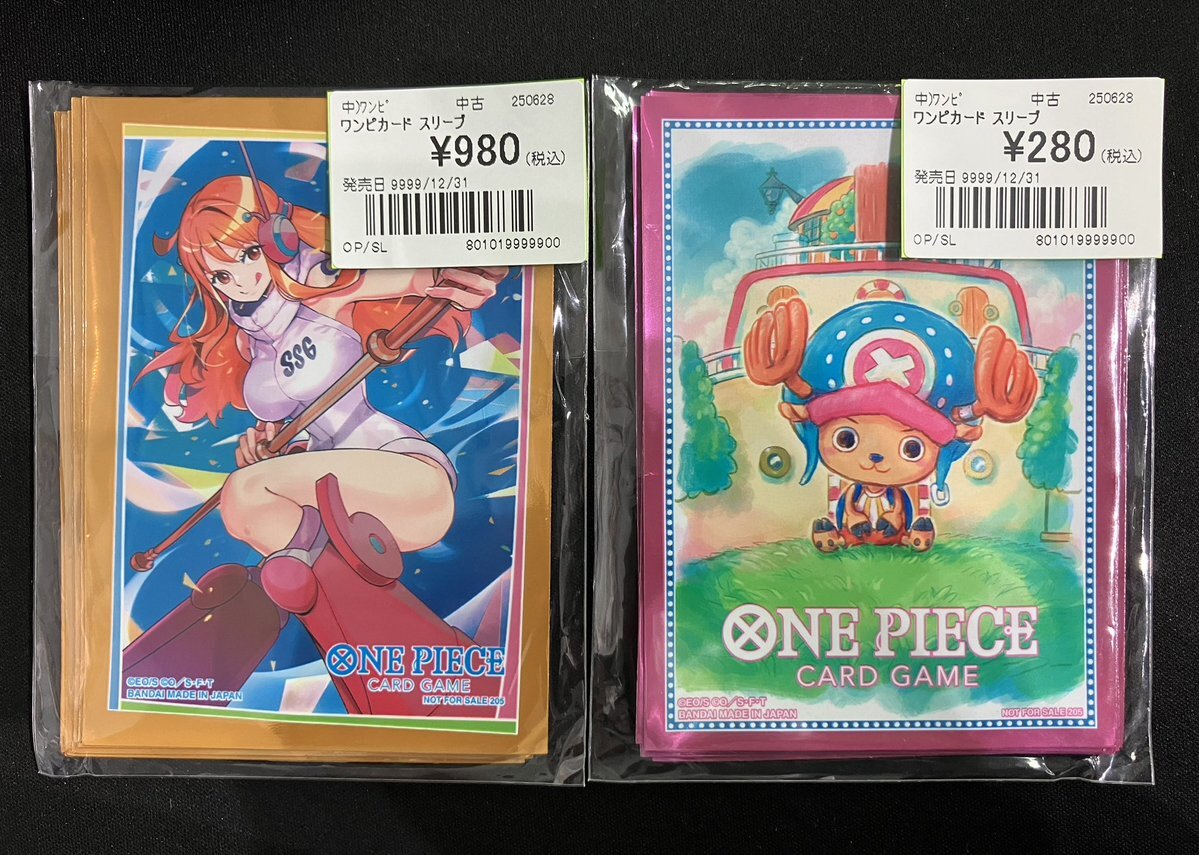 中)ワンピ 中古 250628
ワンピカード スリーブ
¥980(税込)
発売日 9999/12/31
OP/SL 801019999900
SSG
ONE PIECE
CARD GAME
©EO/S ©O/S・F・T
BANDAI MADE IN JAPAN
NOT FOR SALE 205
中)ワンピ 中古 250628
ワンピカード スリーブ
¥280(税込)
発売日 9999/12/31
OP/SL 801019999900
ONE PIECE
CARD GAME
©EO/S ©O/S・F・T
BANDAI MADE IN JAPAN
NOT FOR SALE 205